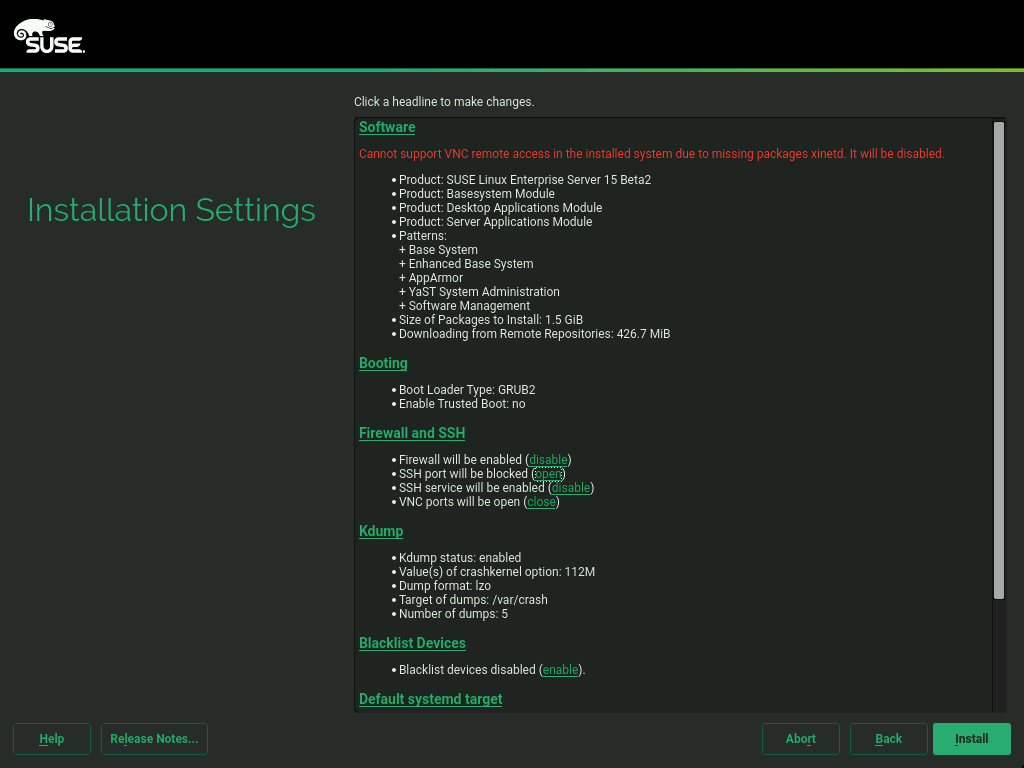 SUSE.
Click a headline to make changes.
Installation Settings
Software
Cannot support VNC remote access in the installed system due to missing packages xinetd. It will be disabled.
• Product: SUSE Linux Enterprise Server 15 Beta2
• Product: Basesystem Module
• Product: Desktop Applications Module
• Product: Server Applications Module
• Patterns:
+ Base System
+ Enhanced Base System
+ AppArmor
+ YaST System Administration
+ Software Management
• Size of Packages to Install: 1.5 GiB
• Downloading from Remote Repositories: 426.7 MiB
Booting
• Boot Loader Type: GRUB2
• Enable Trusted Boot: no
Firewall and SSH
• Firewall will be enabled (disable)
• SSH port will be blocked (open)
• SSH service will be enabled (disable)
• VNC ports will be open (close)
Kdump
• Kdump status: enabled
• Value(s) of crashkernel option: 112M
• Dump format: lzo
• Target of dumps: /var/crash
• Number of dumps: 5
Blacklist Devices
• Blacklist devices disabled (enable).
Default systemd target
Help Release Notes... Abort Back Install